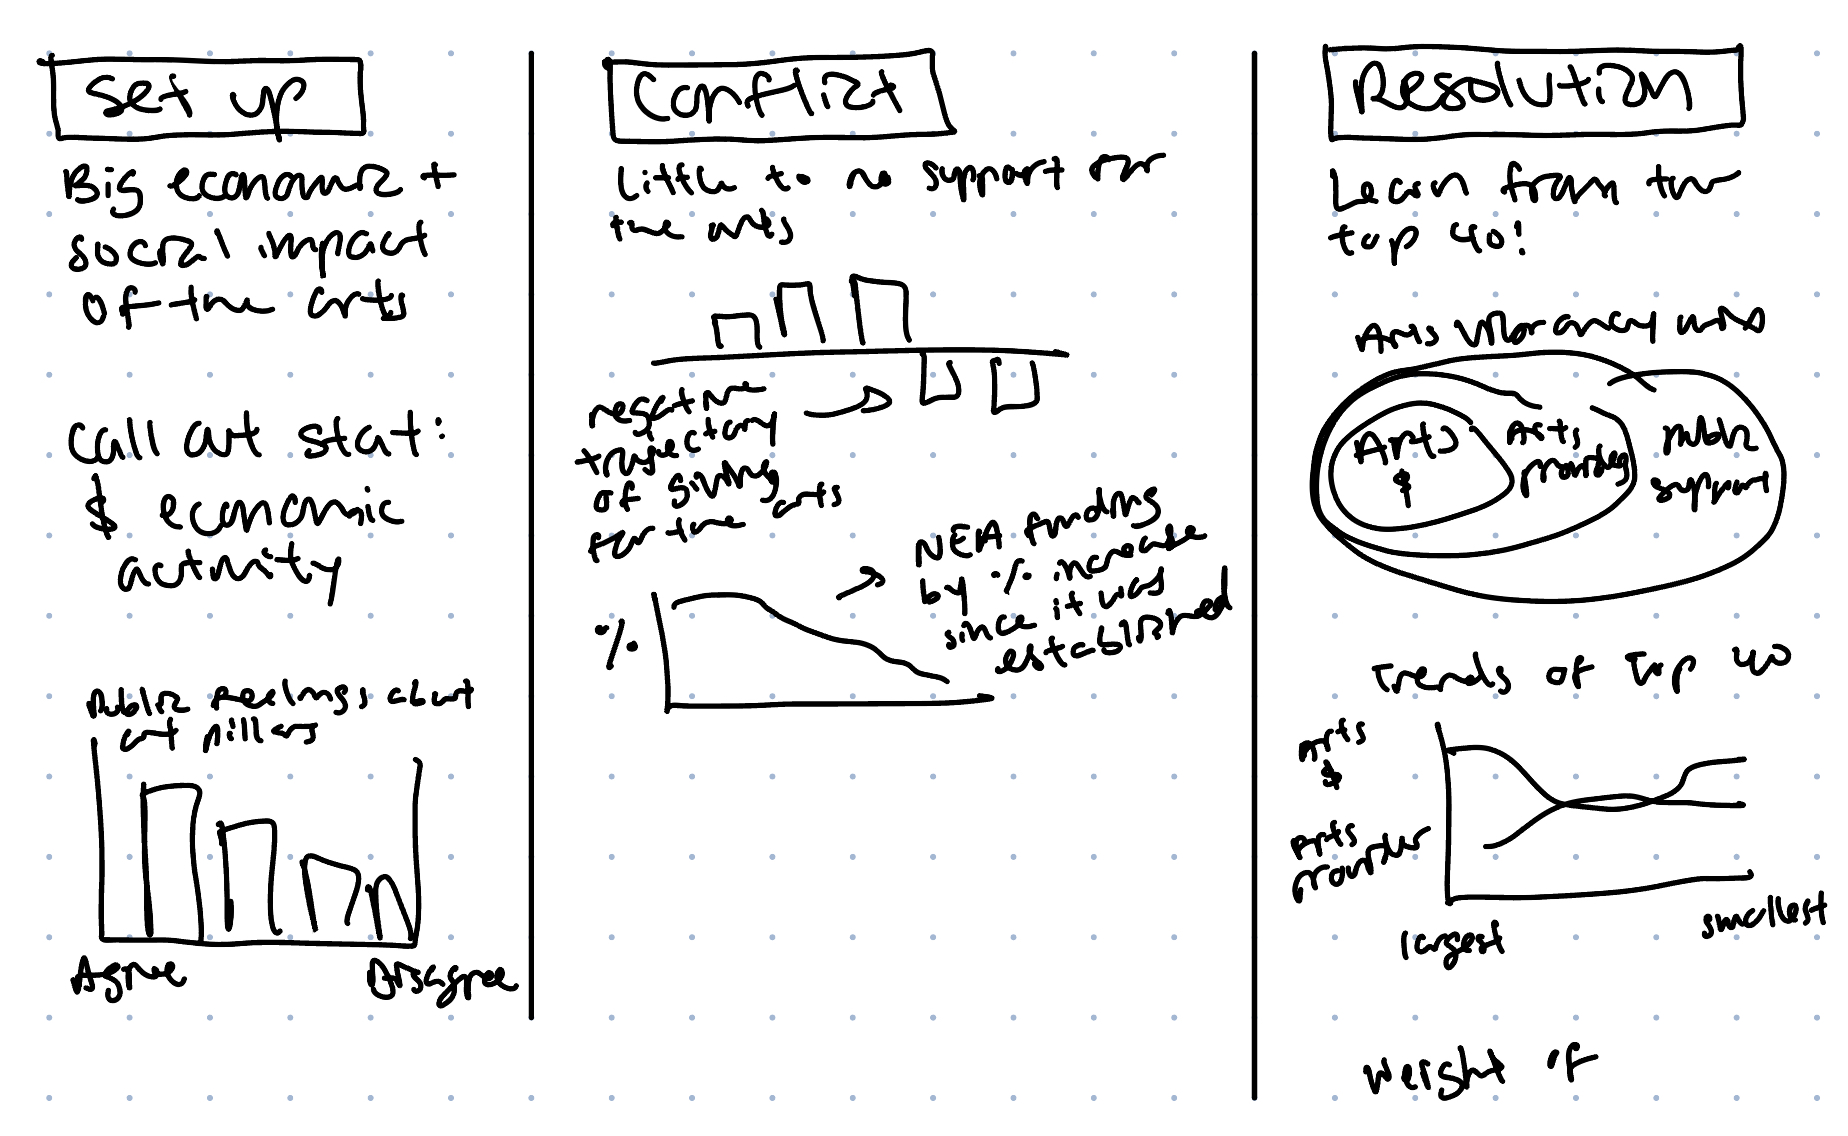 Set up
Big economic +
social impact
of the arts
Call out stat:
$ economic
activity
Public feelings about
art pillars
Agree
Disagree
Conflict
Little to no support for
the arts
negative
trajectory
of giving
for the arts
%
NEA funding
by % increase
since it was
established
Resolution
Learn from the
top 40!
Arts vibrancy
Arts
$
Arts
providers
public
support
Trends of Top 40
Arts
$
Arts
provider
largest
smallest
Weight of